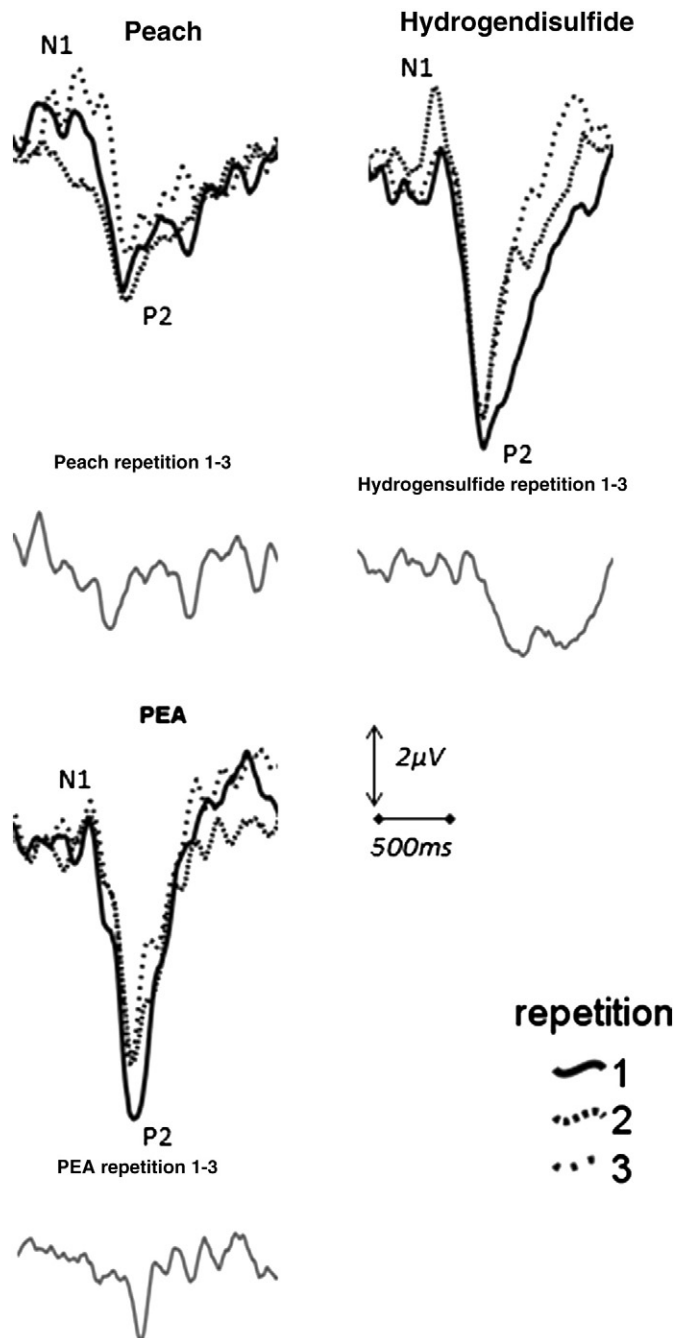 Peach
N1
P2
Hydrogendisulfide
N1
P2
Peach repetition 1-3
Hydrogensulfide repetition 1-3
PEA
N1
P2
2μV
500ms
PEA repetition 1-3
repetition
1
2
3